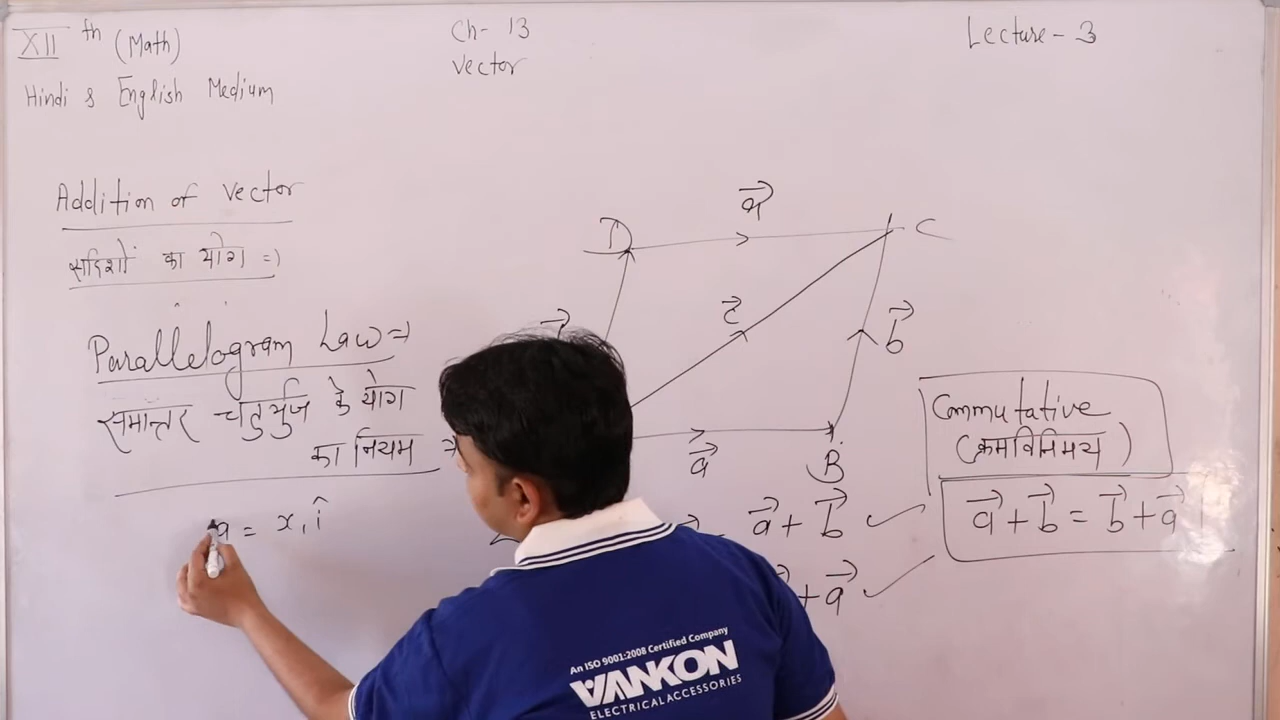 XII th (Math)
Hindi & English Medium
Ch- 13
Vector
Lecture - 3
Addition of vector
सदिशों का योग =)
Parallelogram Law ⇒
समान्तर चतुर्भुज के योग
का नियम ⇒
a = x₁ î
D
a⃗
C
c⃗
b⃗
a⃗
B
a⃗ + b⃗
+ a⃗
Commutative
(क्रमविनिमय)
a⃗ + b⃗ = b⃗ + a⃗
An ISO 9001:2008 Certified Company
VANKON
ELECTRICAL ACCESSORIES